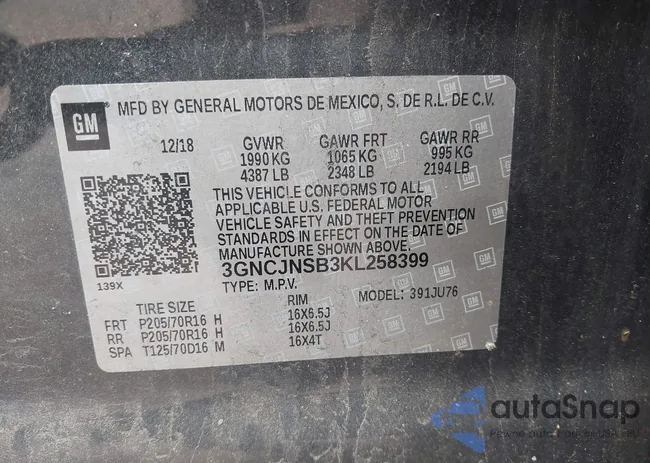 GM
MFD BY GENERAL MOTORS DE MEXICO, S. DE R.L. DE C.V.
12/18 GVWR GAWR FRT GAWR RR
1990 KG 1065 KG 995 KG
4387 LB 2348 LB 2194 LB
THIS VEHICLE CONFORMS TO ALL
APPLICABLE U.S. FEDERAL MOTOR
VEHICLE SAFETY AND THEFT PREVENTION
STANDARDS IN EFFECT ON THE DATE OF
MANUFACTURE SHOWN ABOVE.
3GNCJNSB3KL258399
139X
TYPE: M.P.V. MODEL: 391JU76
TIRE SIZE RIM
FRT P205/70R16 H 16X6.5J
RR P205/70R16 H 16X6.5J
SPA T125/70D16 M 16X4T
autaSnap